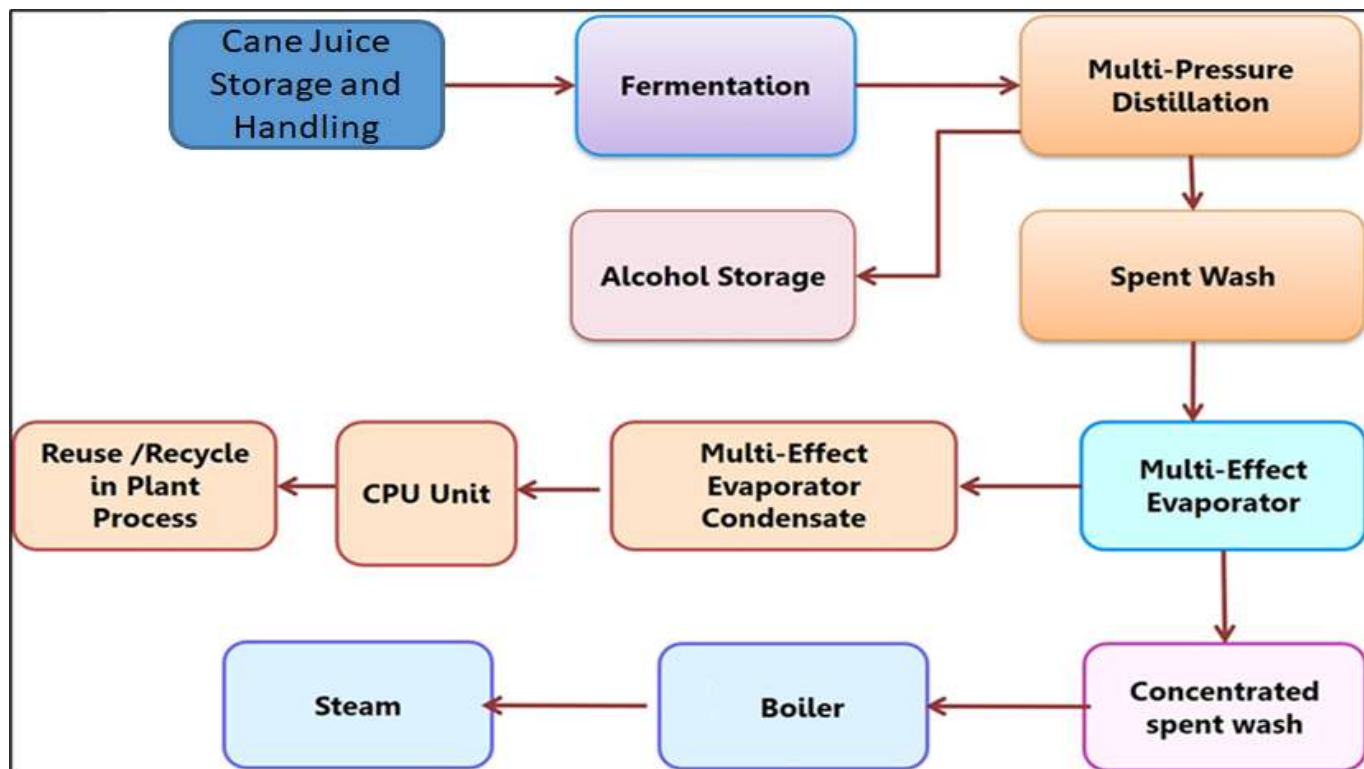 Cane Juice
Storage and
Handling
Fermentation
Multi-Pressure
Distillation
Alcohol Storage
Spent Wash
Reuse /Recycle
in Plant
Process
CPU Unit
Multi-Effect
Evaporator
Condensate
Multi-Effect
Evaporator
Steam
Boiler
Concentrated
spent wash